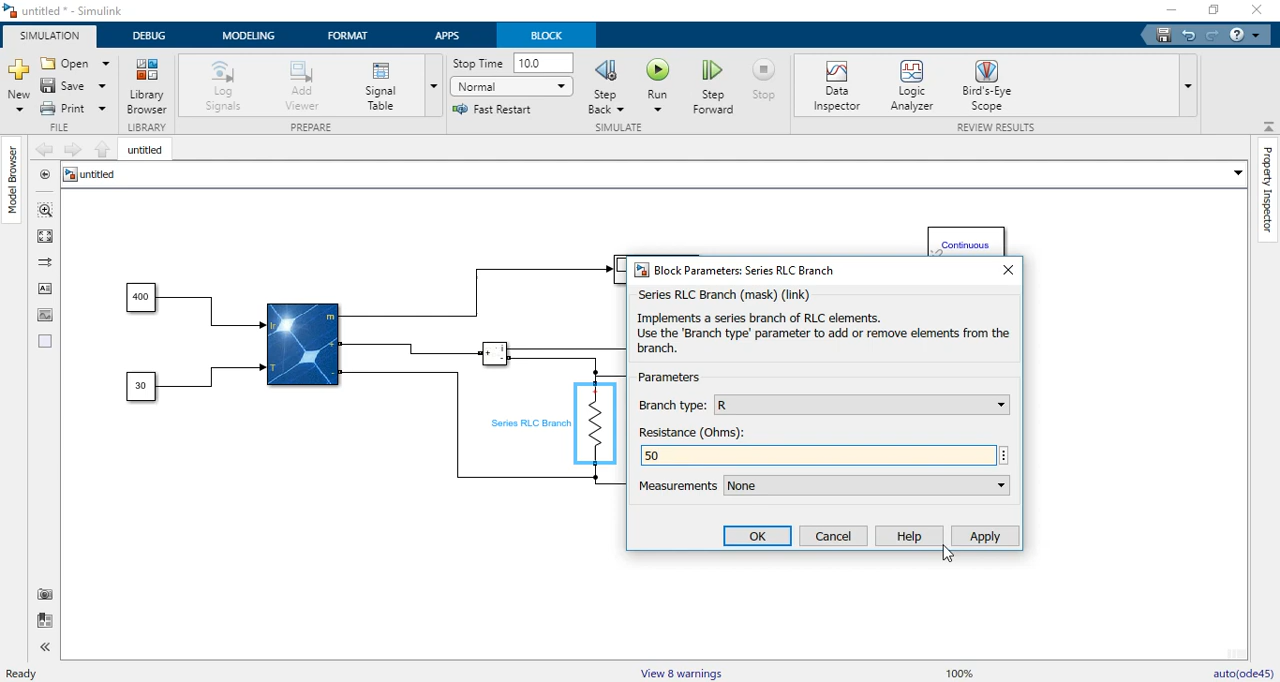 untitled * - Simulink
SIMULATION DEBUG MODELING FORMAT APPS BLOCK
New
Open
Save
Print
FILE
Library Browser
LIBRARY
Log Signals
Add Viewer
Signal Table
PREPARE
Stop Time 10.0
Normal
Fast Restart
Step Back
Run
Step Forward
Stop
SIMULATE
Data Inspector
Logic Analyzer
Bird's-Eye Scope
REVIEW RESULTS
Model Browser
untitled
untitled
Property Inspector
Continuous
400
30
Ir
T
m
+
-
+ i
-
+
Series RLC Branch
Block Parameters: Series RLC Branch
Series RLC Branch (mask) (link)
Implements a series branch of RLC elements.
Use the 'Branch type' parameter to add or remove elements from the
branch.
Parameters
Branch type: R
Resistance (Ohms):
50
Measurements None
OK Cancel Help Apply
Ready View 8 warnings 100% auto(ode45)